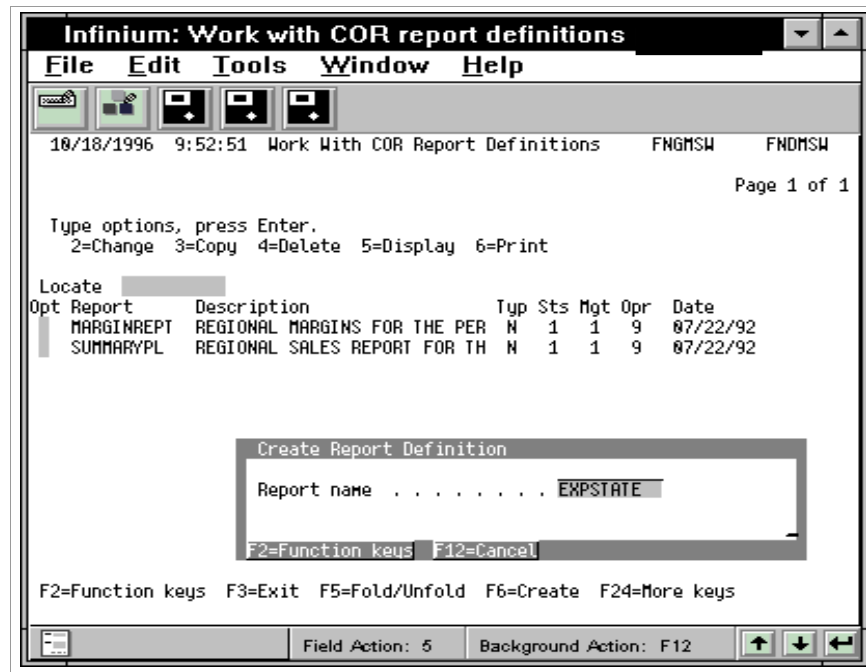 Infinium: Work with COR report definitions
File Edit Tools Window Help
10/18/1996 9:52:51 Work With COR Report Definitions FNGMSW FNDMSW
Page 1 of 1
Type options, press Enter.
2=Change 3=Copy 4=Delete 5=Display 6=Print
Locate
Opt Report Description Typ Sts Mgt Opr Date
MARGINREPT REGIONAL MARGINS FOR THE PER N 1 1 9 07/22/92
SUMMARYPL REGIONAL SALES REPORT FOR TH N 1 1 9 07/22/92
Create Report Definition
Report name . . . . . . . . EXPSTATE
F2=Function keys F12=Cancel
F2=Function keys F3=Exit F5=Fold/Unfold F6=Create F24=More keys
Field Action: 5 Background Action: F12